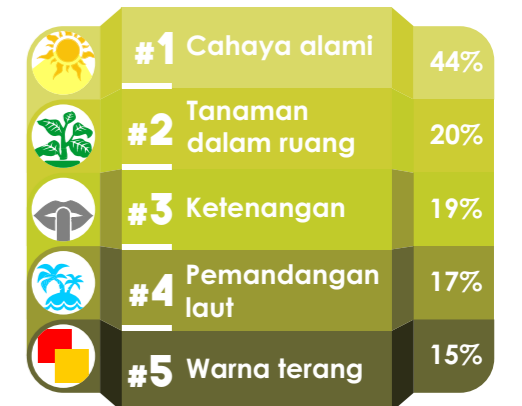 #1 Cahaya alami 44%
#2 Tanaman
dalam ruang 20%
#3 Ketenangan 19%
#4 Pemandangan
laut 17%
#5 Warna terang 15%